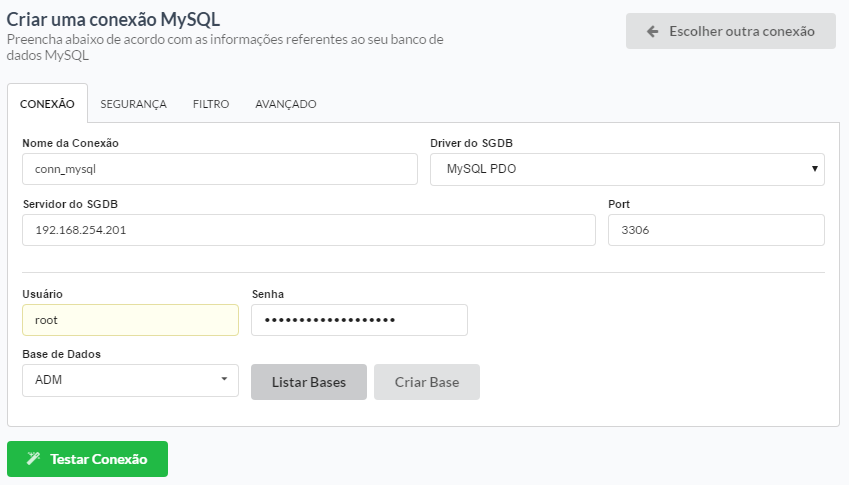 Criar uma conexão MySQL
Preencha abaixo de acordo com as informações referentes ao seu banco de
dados MySQL
Escolher outra conexão
CONEXÃO SEGURANÇA FILTRO AVANÇADO
Nome da Conexão Driver do SGDB
conn_mysql MySQL PDO
Servidor do SGDB Port
192.168.254.201 3306
Usuário Senha
root •••••••••••••••••••
Base de Dados
ADM Listar Bases Criar Base
Testar Conexão